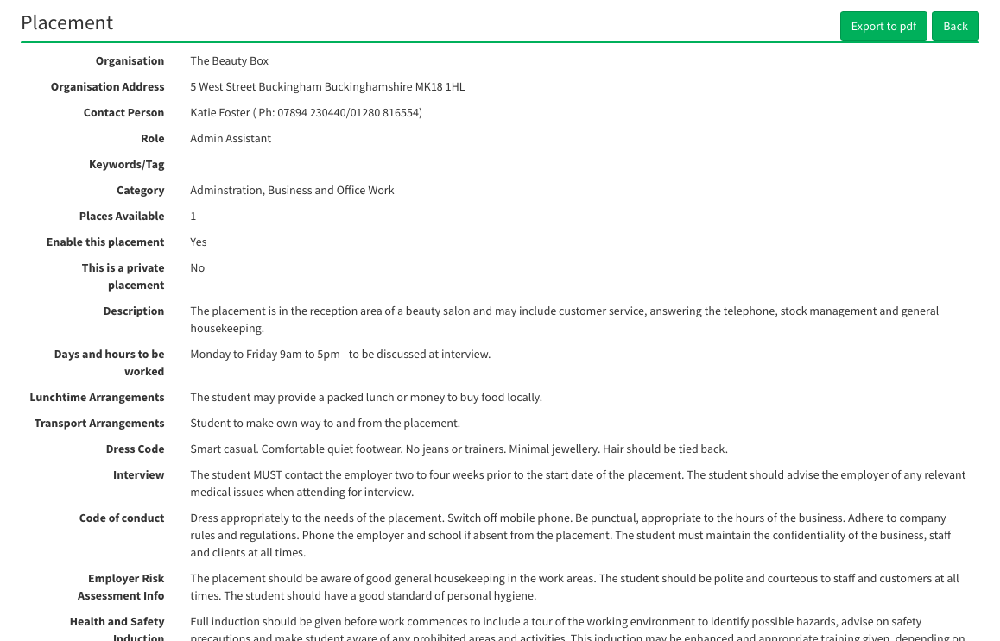 Placement
Export to pdf
Back
Organisation The Beauty Box
Organisation Address 5 West Street Buckingham Buckinghamshire MK18 1HL
Contact Person Katie Foster ( Ph: 07894 230440/01280 816554)
Role Admin Assistant
Keywords/Tag
Category Adminstration, Business and Office Work
Places Available 1
Enable this placement Yes
This is a private No
placement
Description The placement is in the reception area of a beauty salon and may include customer service, answering the telephone, stock management and general
housekeeping.
Days and hours to be Monday to Friday 9am to 5pm - to be discussed at interview.
worked
Lunchtime Arrangements The student may provide a packed lunch or money to buy food locally.
Transport Arrangements Student to make own way to and from the placement.
Dress Code Smart casual. Comfortable quiet footwear. No jeans or trainers. Minimal jewellery. Hair should be tied back.
Interview The student MUST contact the employer two to four weeks prior to the start date of the placement. The student should advise the employer of any relevant
medical issues when attending for interview.
Code of conduct Dress appropriately to the needs of the placement. Switch off mobile phone. Be punctual, appropriate to the hours of the business. Adhere to company
rules and regulations. Phone the employer and school if absent from the placement. The student must maintain the confidentiality of the business, staff
and clients at all times.
Employer Risk The placement should be aware of good general housekeeping in the work areas. The student should be polite and courteous to staff and customers at all
Assessment Info times. The student should have a good standard of personal hygiene.
Health and Safety Full induction should be given before work commences to include a tour of the working environment to identify possible hazards, advise on safety
Induction precautions and make student aware of any prohibited areas and activities. This induction may be enhanced and appropriate training given, depending on